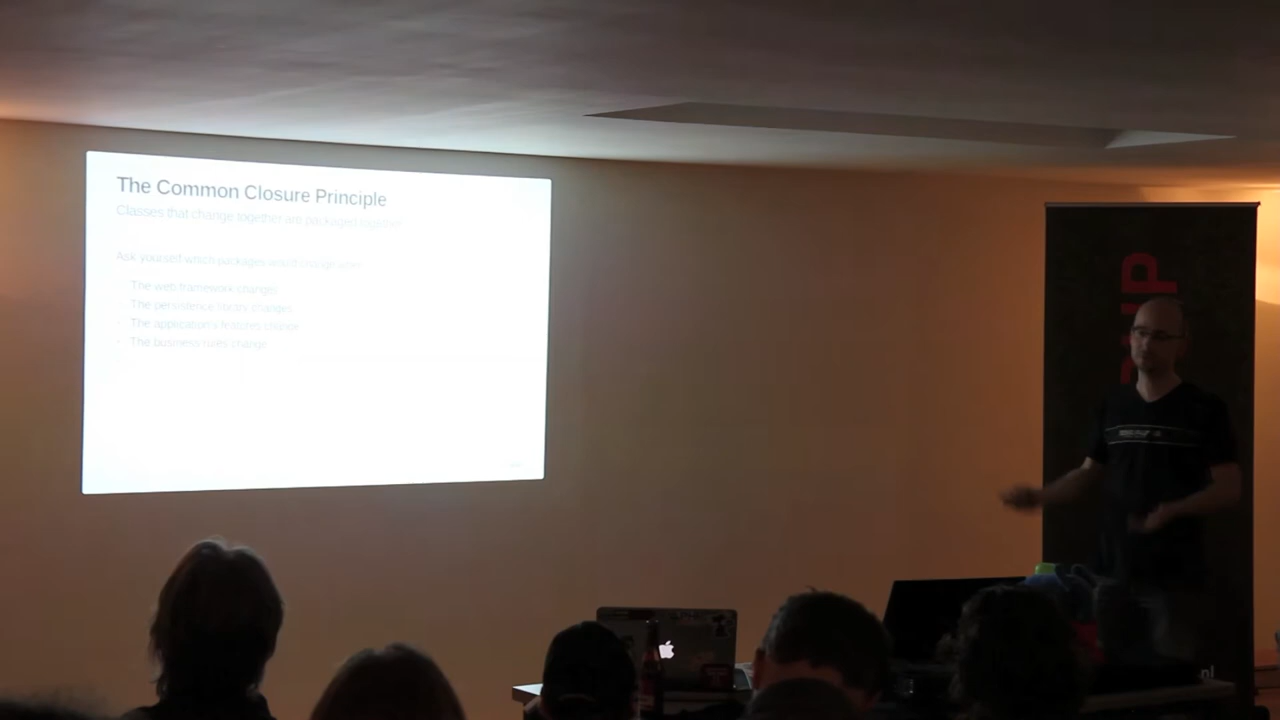 The Common Closure Principle
Classes that change together are packaged together
Ask yourself which packages would change when
The web framework changes
The persistence library changes
The application's features change
The business rules change
nl